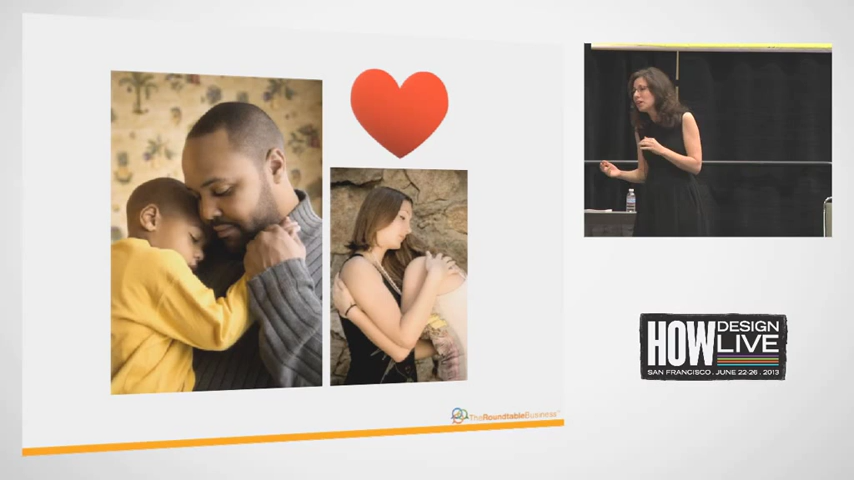 TheRoundtableBusiness
HOW DESIGN LIVE
SAN FRANCISCO . JUNE 22-26 . 2013